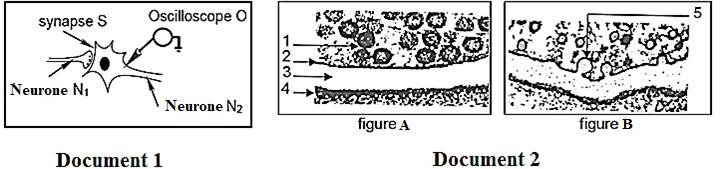 synapse S
Oscilloscope O
Neurone N1
Neurone N2
Document 1
1
2
3
4
figure A
5
figure B
Document 2